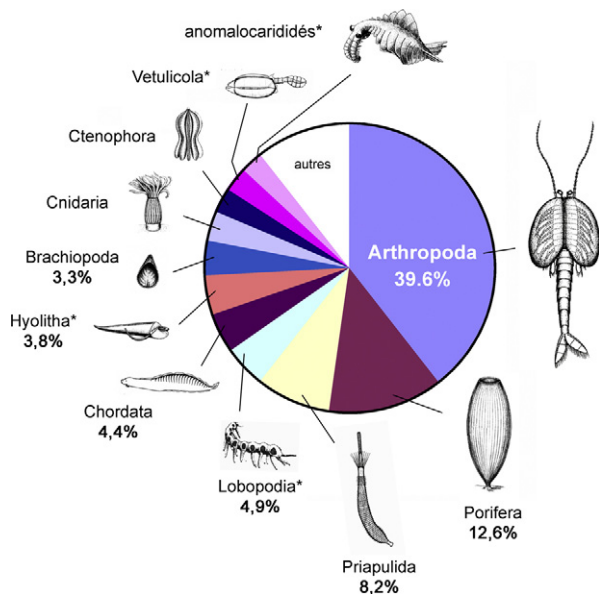 anomalocarididés*
Vetulicola*
Ctenophora
autres
Cnidaria
Arthropoda
39.6%
Brachiopoda
3,3%
Hyolitha*
3,8%
Chordata
4,4%
Lobopodia*
4,9%
Porifera
12,6%
Priapulida
8,2%